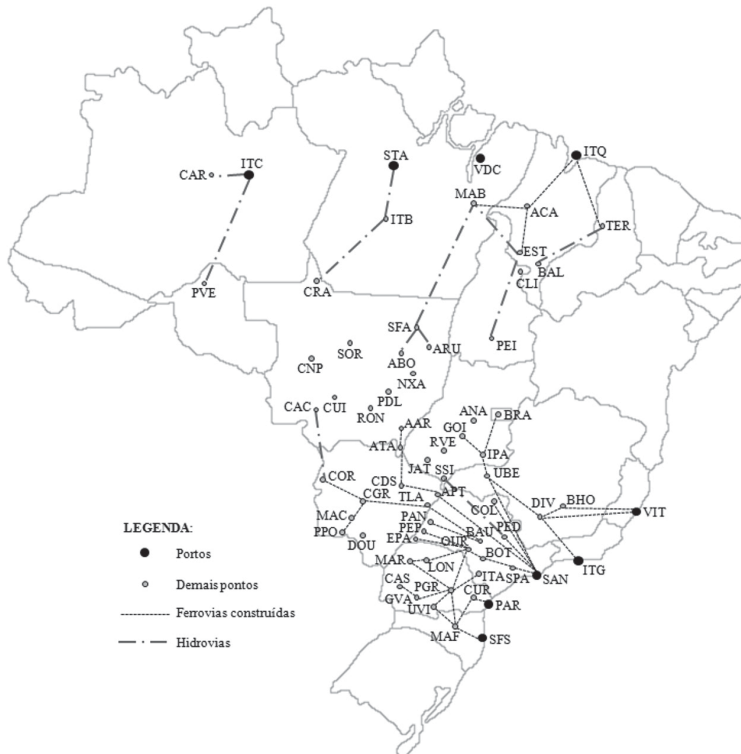 STA
ITQ
ITC
CAR
VDC
MAB
ACA
ITB
TER
EST
BAL
CLI
PVE
CRA
SFA
PEI
SOR
ABO
ARU
CNP
NXA
PDL
CUI
CAC
RON
ANA
BRA
AAR
GOI
ATA
RVE
IPA
JAT
SSI
UBE
COR
CDS
CGR
TLA
APT
COL
DIV
BHO
VIT
MAC
PAN
PPO
PEP
BAU
PED
DOU
EPA
OUR
BOT
ITG
MAR
LON
ITA
SPA
SAN
CAS
PGR
CUR
GVA
UVI
PAR
MAF
SFS
LEGENDA:
Portos
Demais pontos
Ferrovias construídas
Hidrovias